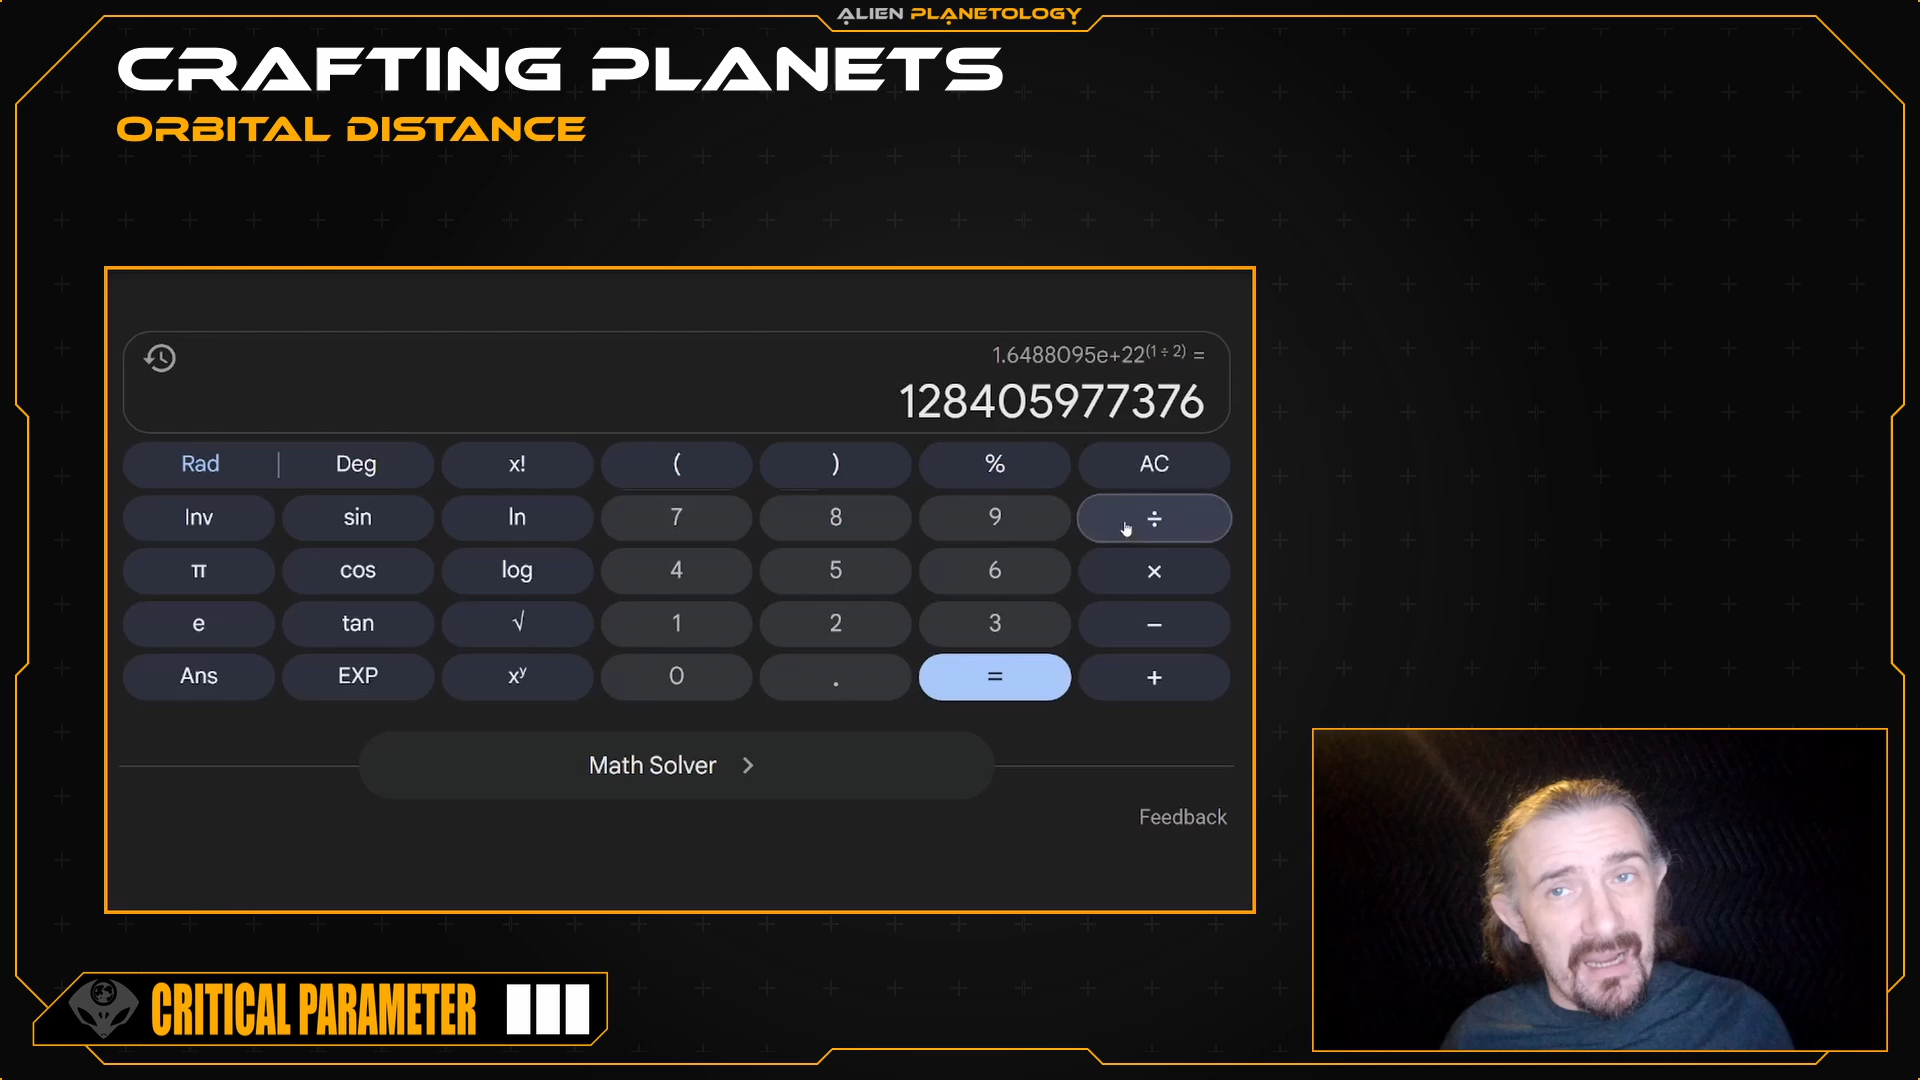 ALIEN PLANETOLOGY
CRAFTING PLANETS
ORBITAL DISTANCE
1.6488095e+22(1 ÷ 2) =
128405977376
Rad | Deg x! ( ) % AC
Inv sin ln 7 8 9 ÷
π cos log 4 5 6 ×
e tan √ 1 2 3 −
Ans EXP xy 0 . = +
Math Solver >
Feedback
CRITICAL PARAMETER